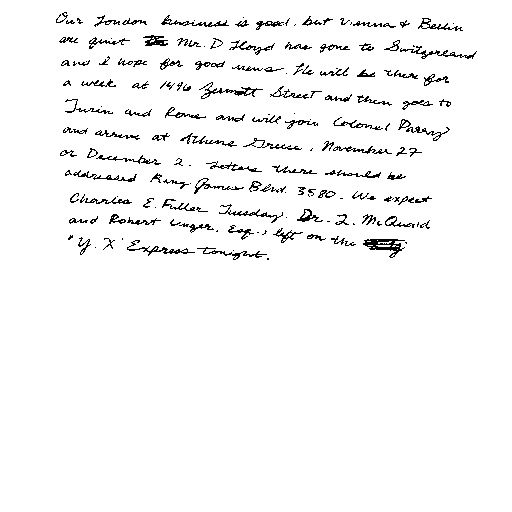 Our London business is good, but Vienna & Berlin
are quiet. Mr. D. Floyd has gone to Switzerland
and I hope for good news. He will be there for
a week at 1496 Zermott Street and then goes to
Turin and Rome and will join Colonel Parry
and arrive at Athens, Greece, November 27
or December 2. Letters there should be
addressed King James Blvd. 3580. We expect
Charles E. Fuller Tuesday. Dr. L. McQuaid
and Robert Unger, Esq., left on the
"Y. X." Express tonight.